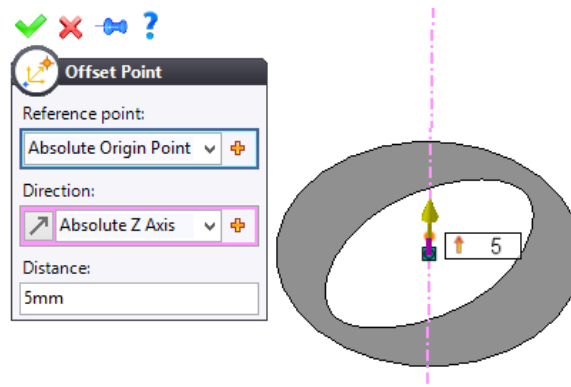 ?
Offset Point
Reference point:
Absolute Origin Point
Direction:
Absolute Z Axis
Distance:
5mm
5